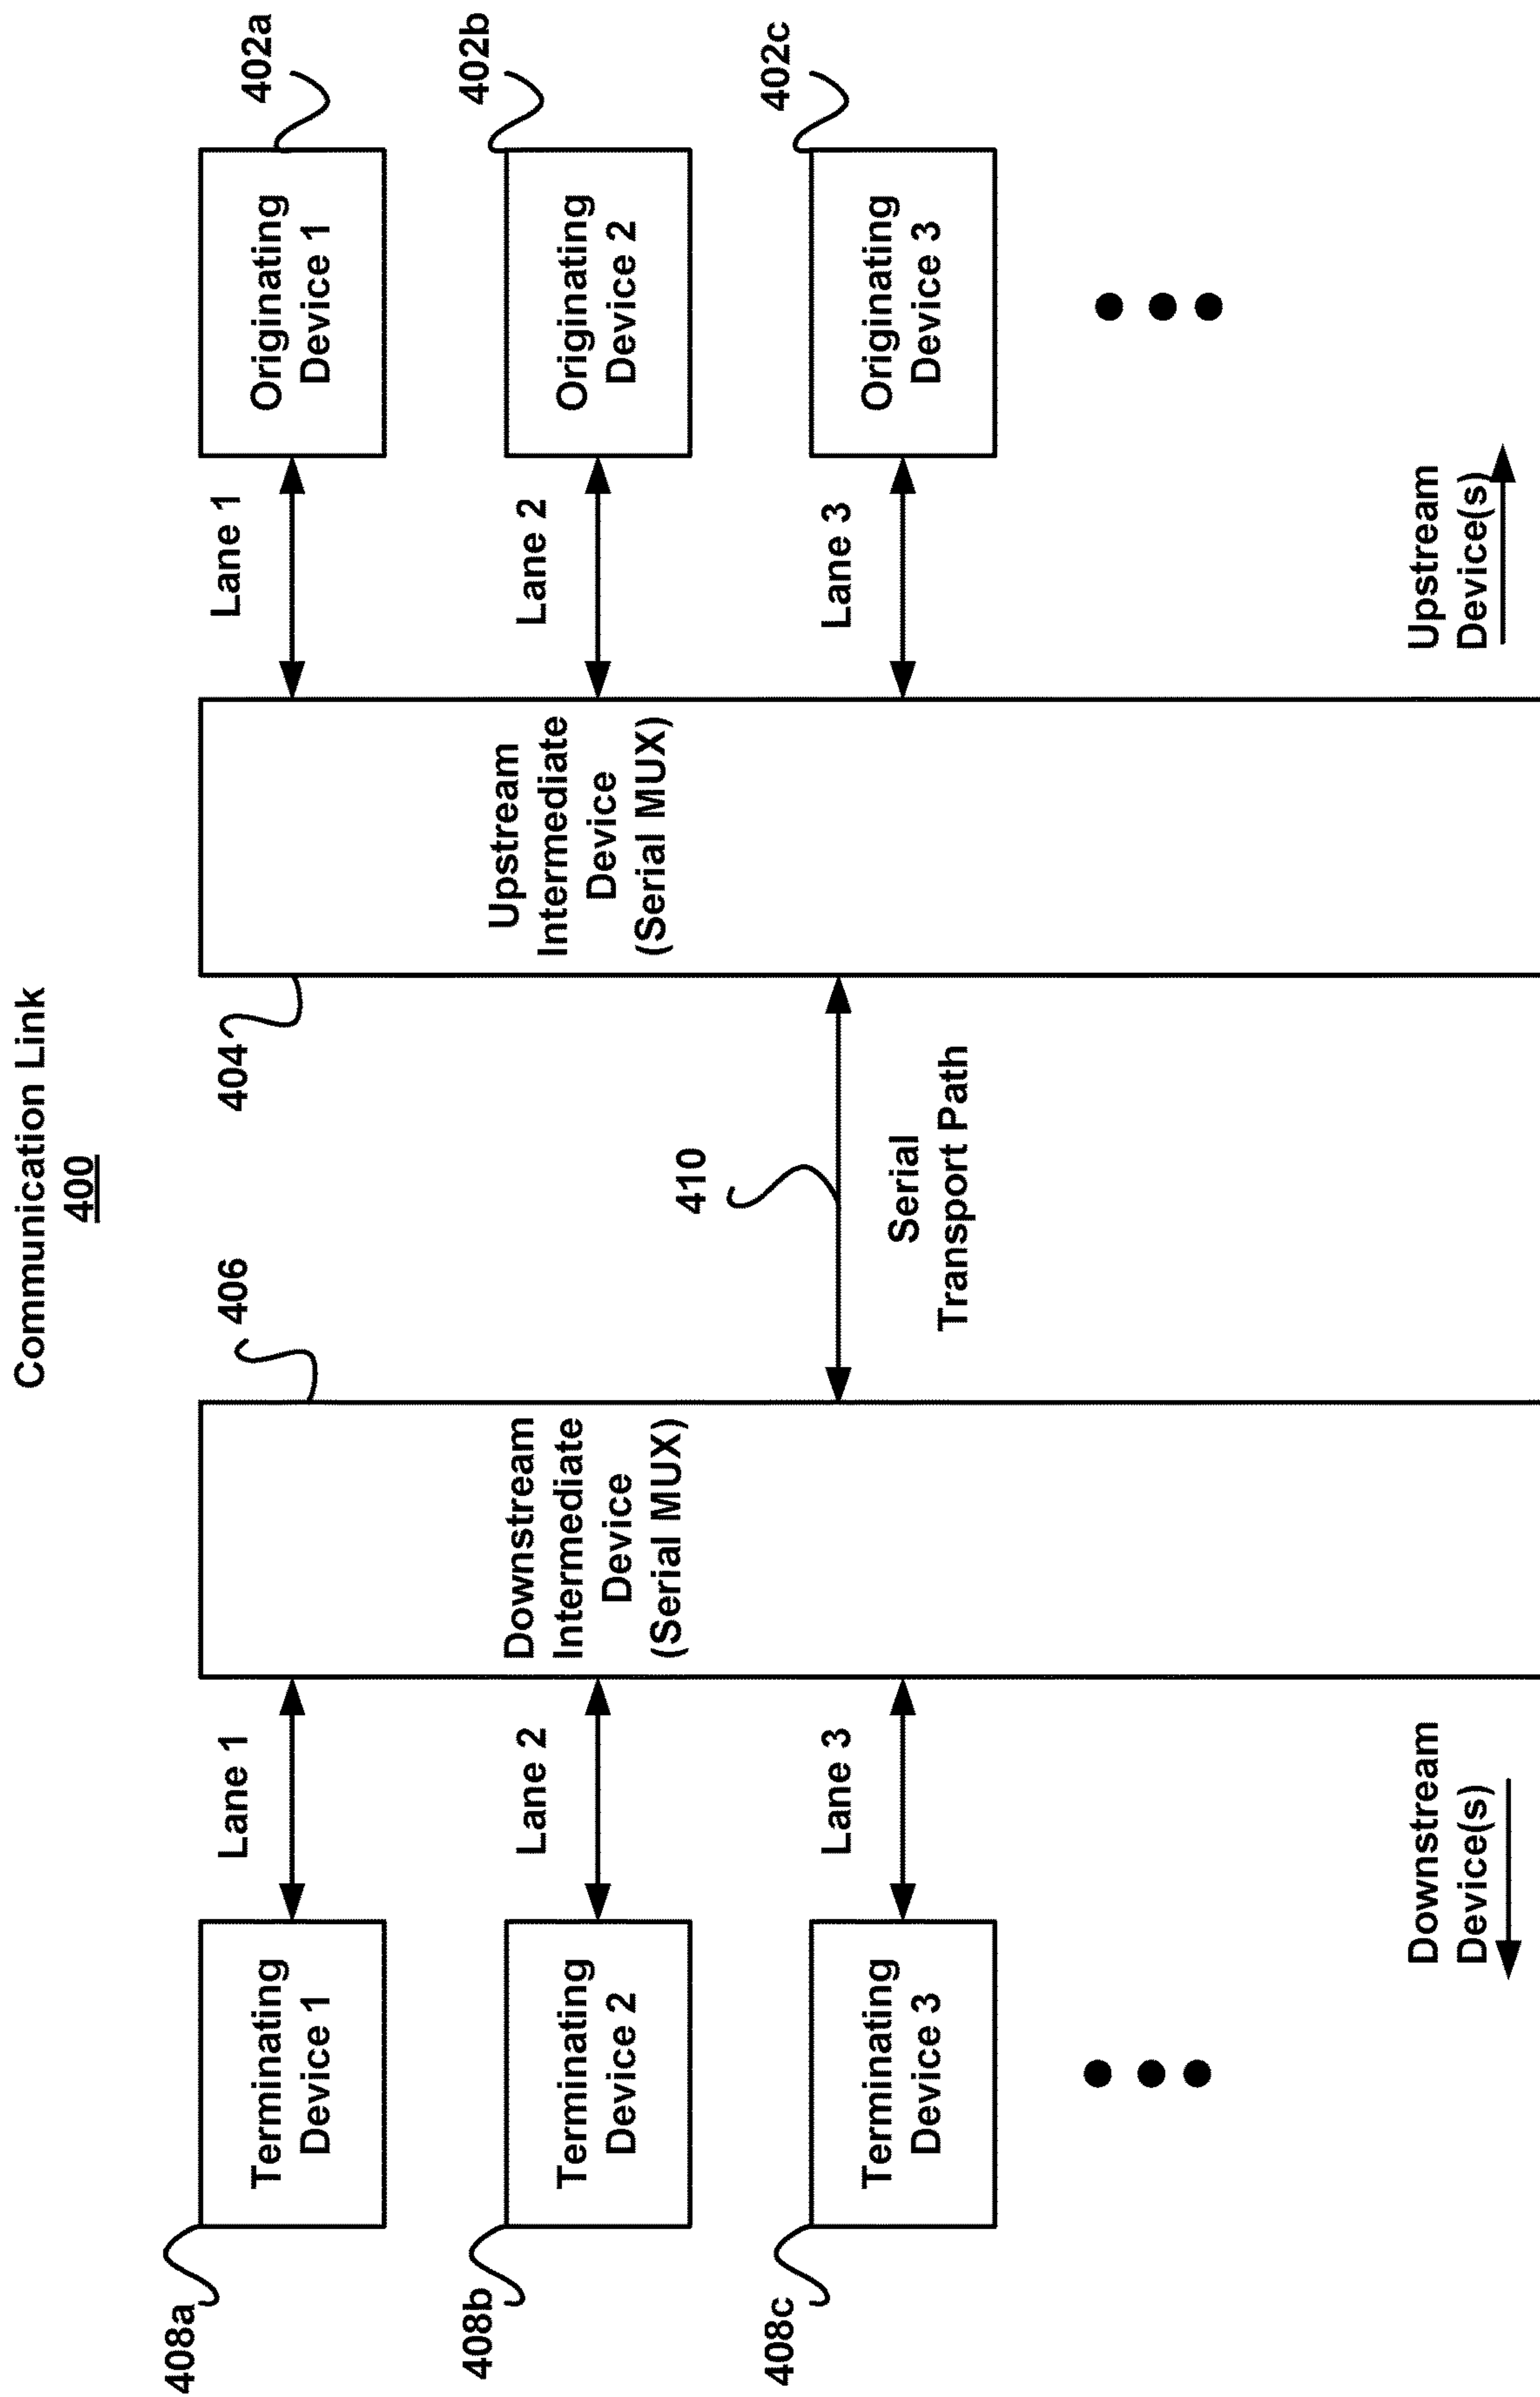 Communication Link
400
408a
Terminating
Device 1
Lane 1
406
404
Lane 1
Originating
Device 1
402a
408b
Terminating
Device 2
Lane 2
Downstream
Intermediate
Device
(Serial MUX)
410
Serial
Transport Path
Upstream
Intermediate
Device
(Serial MUX)
Lane 2
Originating
Device 2
402b
408c
Terminating
Device 3
Lane 3
Lane 3
Originating
Device 3
402c
Downstream
Device(s)
Upstream
Device(s)